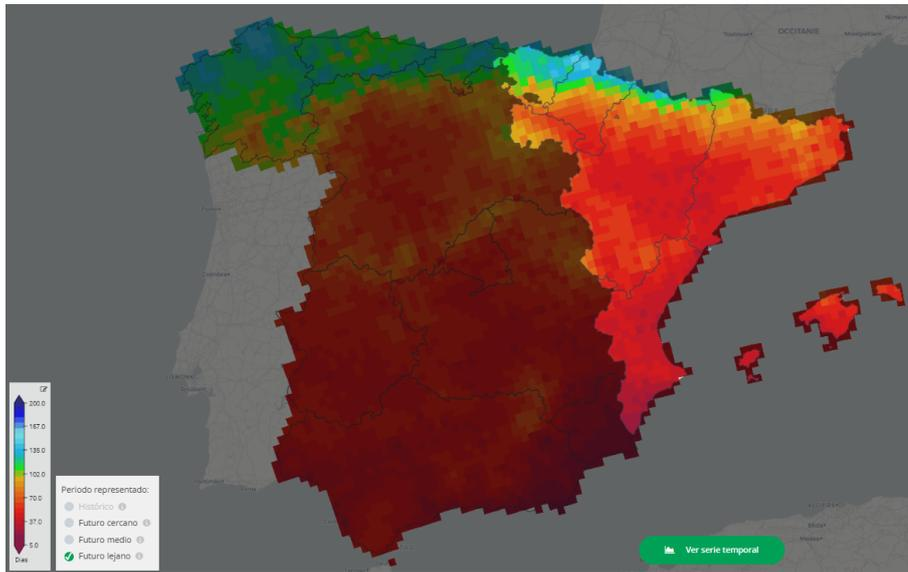 OCCITANIE
Toulouse
Montpellier
200.0
167.0
135.0
102.0
70.0
37.0
5.0
Días
Periodo representado:
Histórico
Futuro cercano
Futuro medio
Futuro lejano
Ver serie temporal